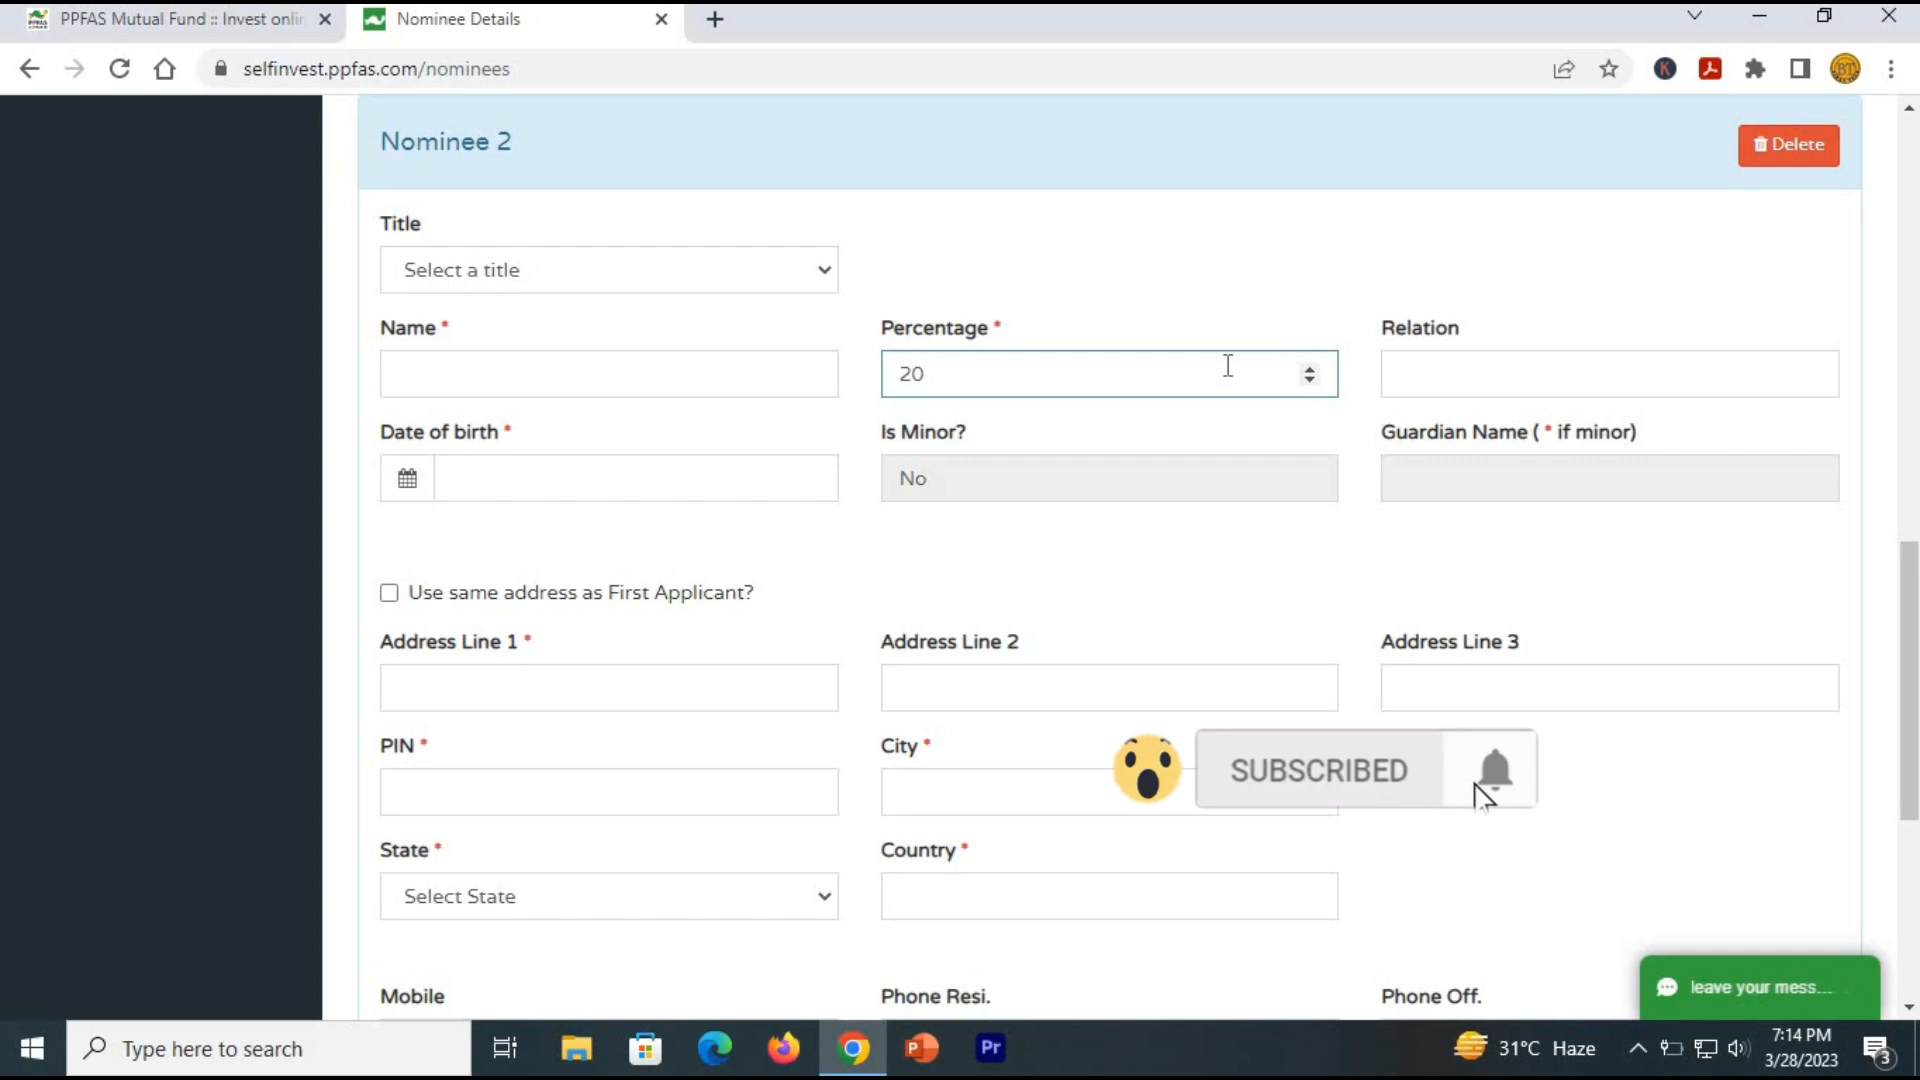 PPFAS Mutual Fund :: Invest onlin
Nominee Details
selfinvest.ppfas.com/nominees
Nominee 2
Delete
Title
Select a title
Name *
Percentage *
Relation
20
Date of birth *
Is Minor?
Guardian Name ( * if minor)
No
Use same address as First Applicant?
Address Line 1 *
Address Line 2
Address Line 3
PIN *
City *
SUBSCRIBED
State *
Country *
Select State
Mobile
Phone Resi.
Phone Off.
leave your mess....
Type here to search
Pr
31°C Haze
7:14 PM
3/28/2023
3